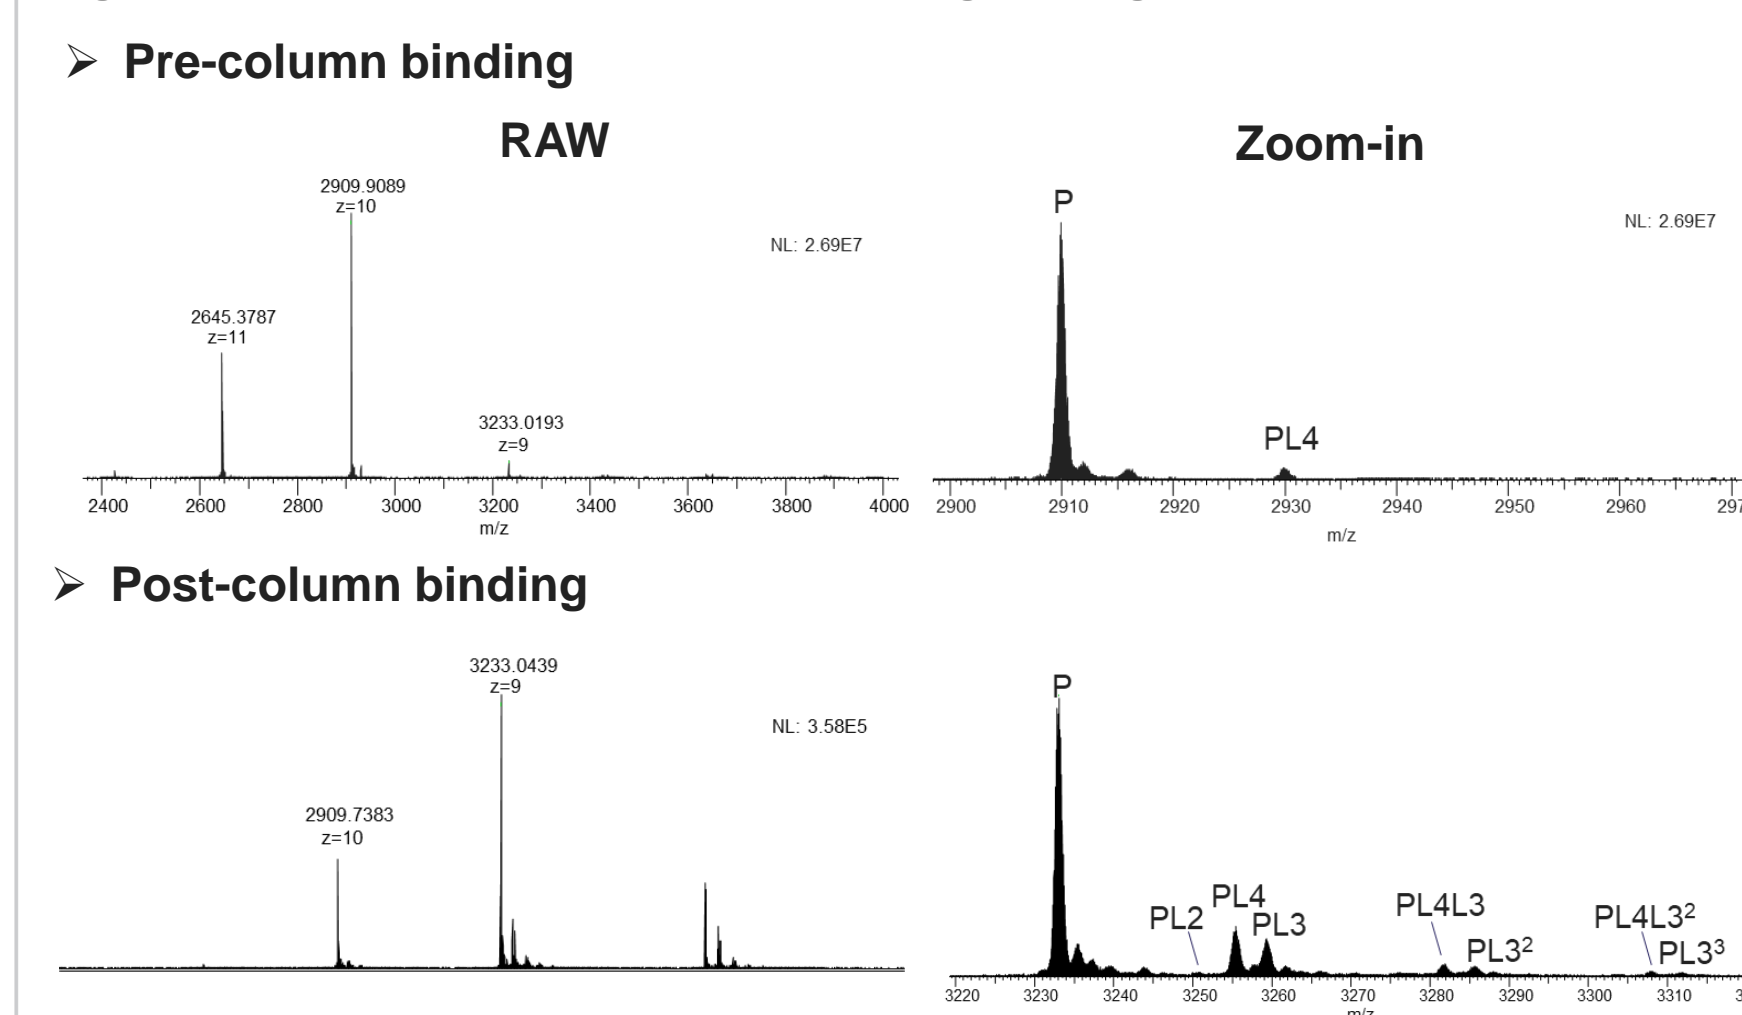 ➢ Pre-column binding
RAW
Zoom-in
2909.9089
z=10
NL: 2.69E7
2645.3787
z=11
3233.0193
z=9
2400 2600 2800 3000 3200 3400 3600 3800 4000
m/z
P
NL: 2.69E7
PL4
2900 2910 2920 2930 2940 2950 2960
m/z
➢ Post-column binding
3233.0439
z=9
NL: 3.58E5
2909.7383
z=10
P
PL2
PL4
PL3
PL4L3
PL3²
PL4L3²
PL3³
3220 3230 3240 3250 3260 3270 3280 3290 3300 3310
m/z